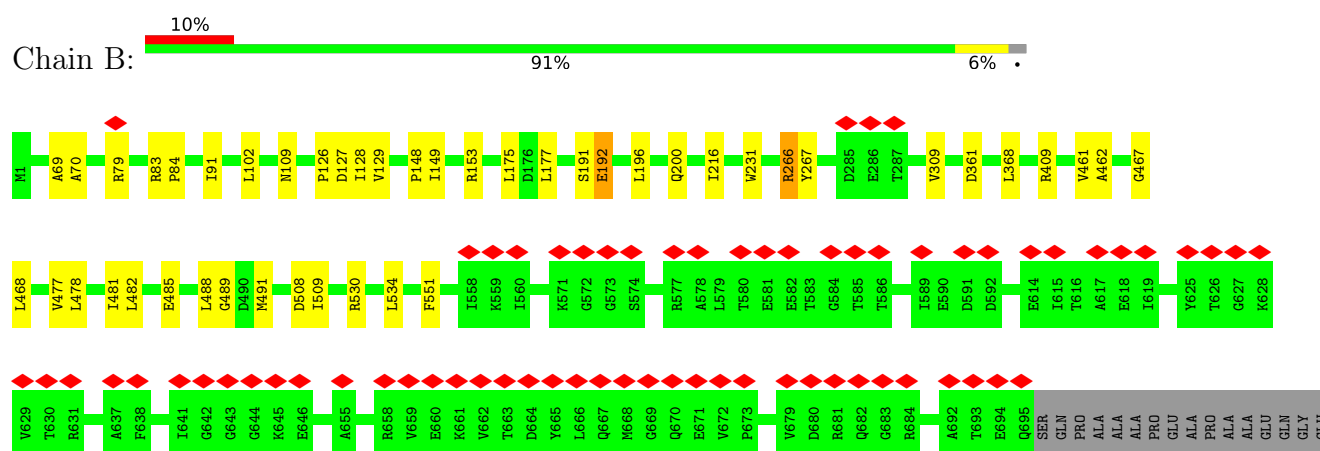 10%
Chain B:
91% 6% •
M1 A69 A70 R79 R83 P84 I91 L102 N109 P126 D127 I128 V129 P148 I149 R153 L175 D176 L177 S191 E192 L196 Q200 I216 W231 R266 Y267 D285 E286 T287 V309 D361 L368 R409 V461 A462 G467
L468 V477 L478 I481 L482 E485 L488 G489 D490 M491 D508 I509 R530 L534 F551 I558 K559 I560 K571 G572 G573 S574 R577 A578 L579 T580 E581 E582 T583 G584 T585 T586 I589 E590 D591 D592 E614 I615 T616 A617 E618 I619 Y625 T626 G627 K628
V629 T630 R631 A637 F638 I641 G642 G643 G644 K645 E646 A655 R658 V659 E660 K661 V662 T663 D664 Y665 L666 Q667 M668 G669 Q670 E671 V672 P673 V679 D680 R681 Q682 G683 R684 A692 T693 E694 Q695 SER GLN PRO ALA ALA ALA PRO GLU ALA PRO ALA ALA GLU GLN GLY